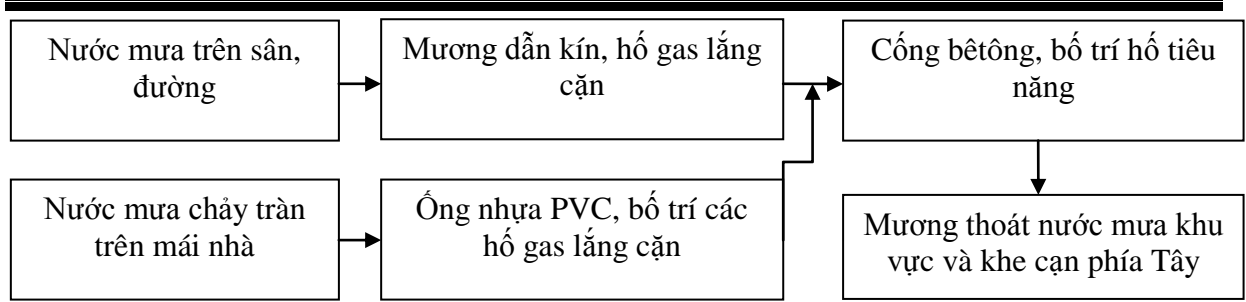 Nước mưa trên sân,
đường
Mương dẫn kín, hố gas lắng
cặn
Cống bêtông, bố trí hố tiêu
năng
Nước mưa chảy tràn
trên mái nhà
Ống nhựa PVC, bố trí các
hố gas lắng cặn
Mương thoát nước mưa khu
vực và khe cạn phía Tây